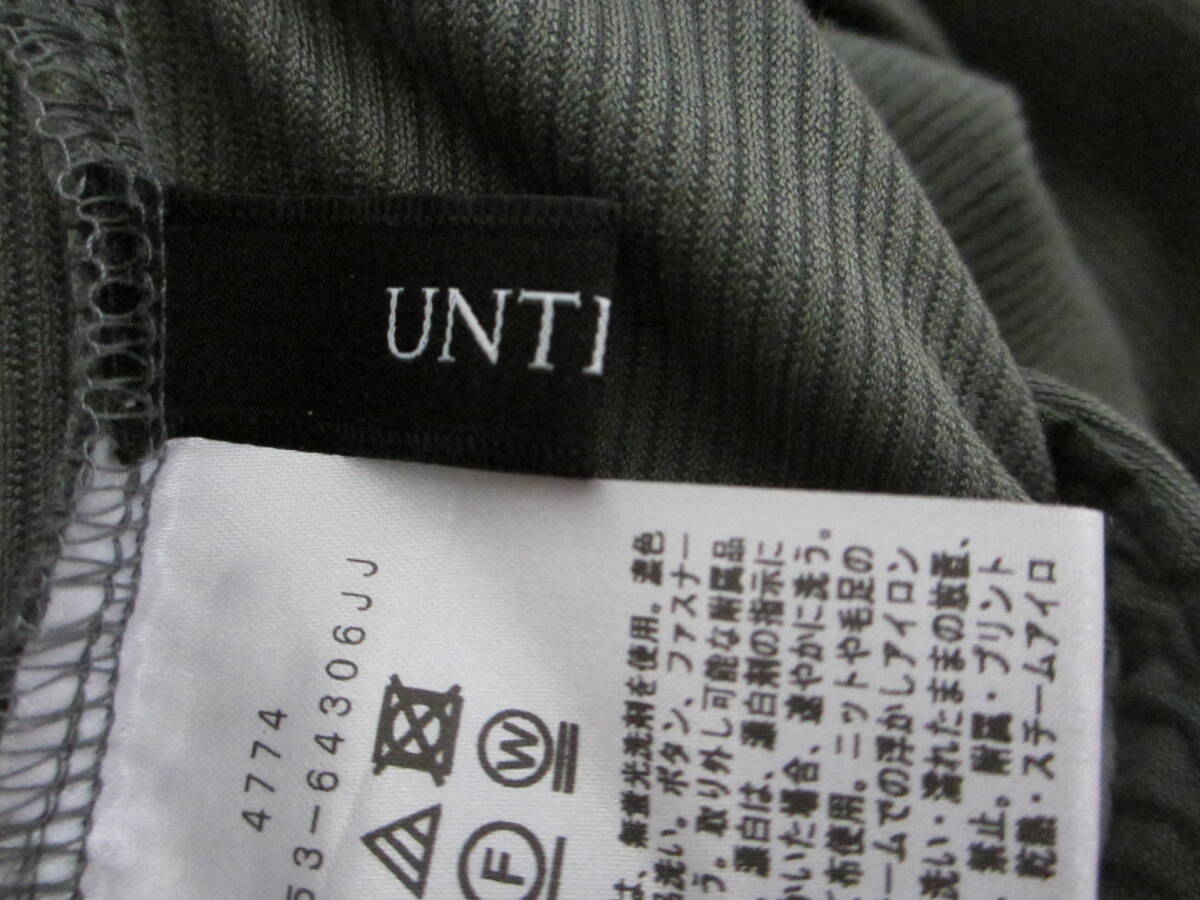 UNTI
4774
53-64306JJ
W
F
は、無蛍光洗剤を使用。濃色
洗い。ボタン、ファスナー
う。取り外し可能な附属品
、漂白は、漂白剤の指示に
かいた場合、速やかに洗う。
て布使用。ニットや毛足の
ームでの浮かしアイロン
洗い・濡れたままの放置、
、禁止。附属・プリント
乾熱・スチームアイロ